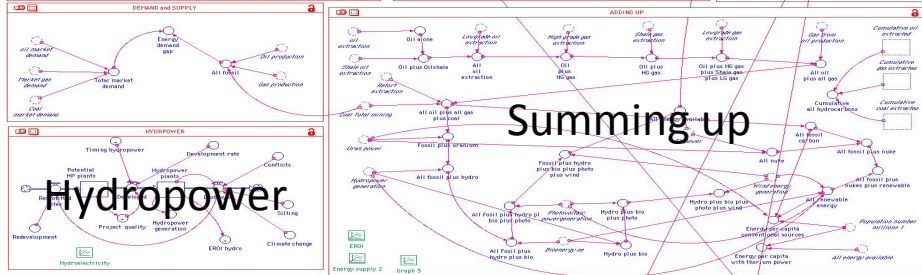 DEMAND and SUPPLY
oil market
demand
Energy
demand
gap
Market gas
demand
Total market
demand
All fossil
Oil production
Gas production
Coal
market demand
HYDRPOWER
Timing hydropower
Development rate
Conflicts
Potential
HP plants
Hydropower
plants
Hydropower
Project quality
Hydropower
generation
Silting
Redevelopment
EROI hydro
Climate change
Hydroelectricity
ADDING UP
oil
extraction
Oil alone
Lowgrade oil
extraction
High grade gas
extraction
Shale gas
extraction
Lowgrade gas
extraction
Gas from
oil production
Cumulative oil
extracted
Shale oil
extraction
Oil plus Oilshale
All
oil
extraction
Oil
plus
HG gas
Oil plus
HG gas
Oil plus HG gas
plus Shale gas
plus LG gas
All oil
plus all gas
Cumulative
gas extracted
Retort
extraction
Coal Total mining
all oil plus all gas
plus coal
Summing up
Cumulative
all hydrocarbons
Cumulative
coal extracted
Uran power
Fossil plus uranium
All fossil
carbon
All nuke
All fossil plus nuke
Hydropower
generation
All fossil plus hydro
Fossil plus hydro
plus bio plus photo
plus wind
Wind energy
generation
All fossil plus
nukes plus renewable
All Fosil plus hydro pl
bio plus photo
Photovoltaic
powergeneration
Hydro plus bio
plus photo
Hydro plus bio plus
photo plus wind
All renewable
energy
Energy per capita
conventional sources
Population number
millions 1
All Fosil plus
hydro plus bio
Bioenergy use
Hydro plus bio
Energy per capita
with thorium power
All energy available
EROI
Energy supply 2
Graph 3